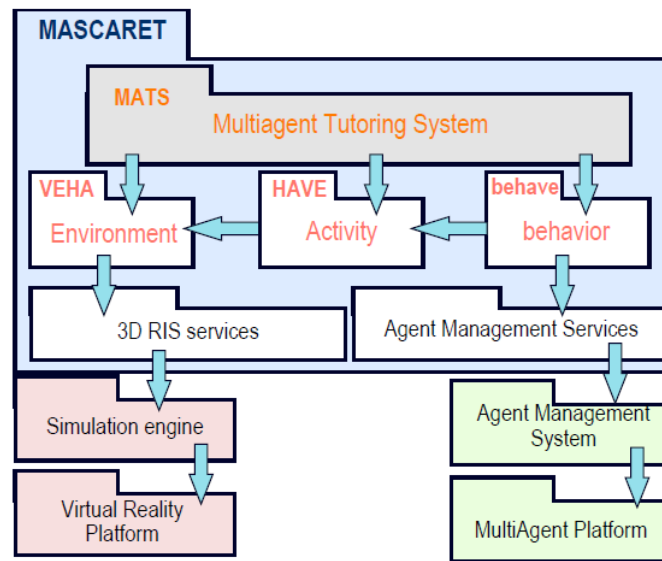 MASCARET
MATS
Multiagent Tutoring System
VEHA
Environment
HAVE
Activity
behave
behavior
3D RIS services
Agent Management Services
Simulation engine
Agent Management
System
Virtual Reality
Platform
MultiAgent Platform